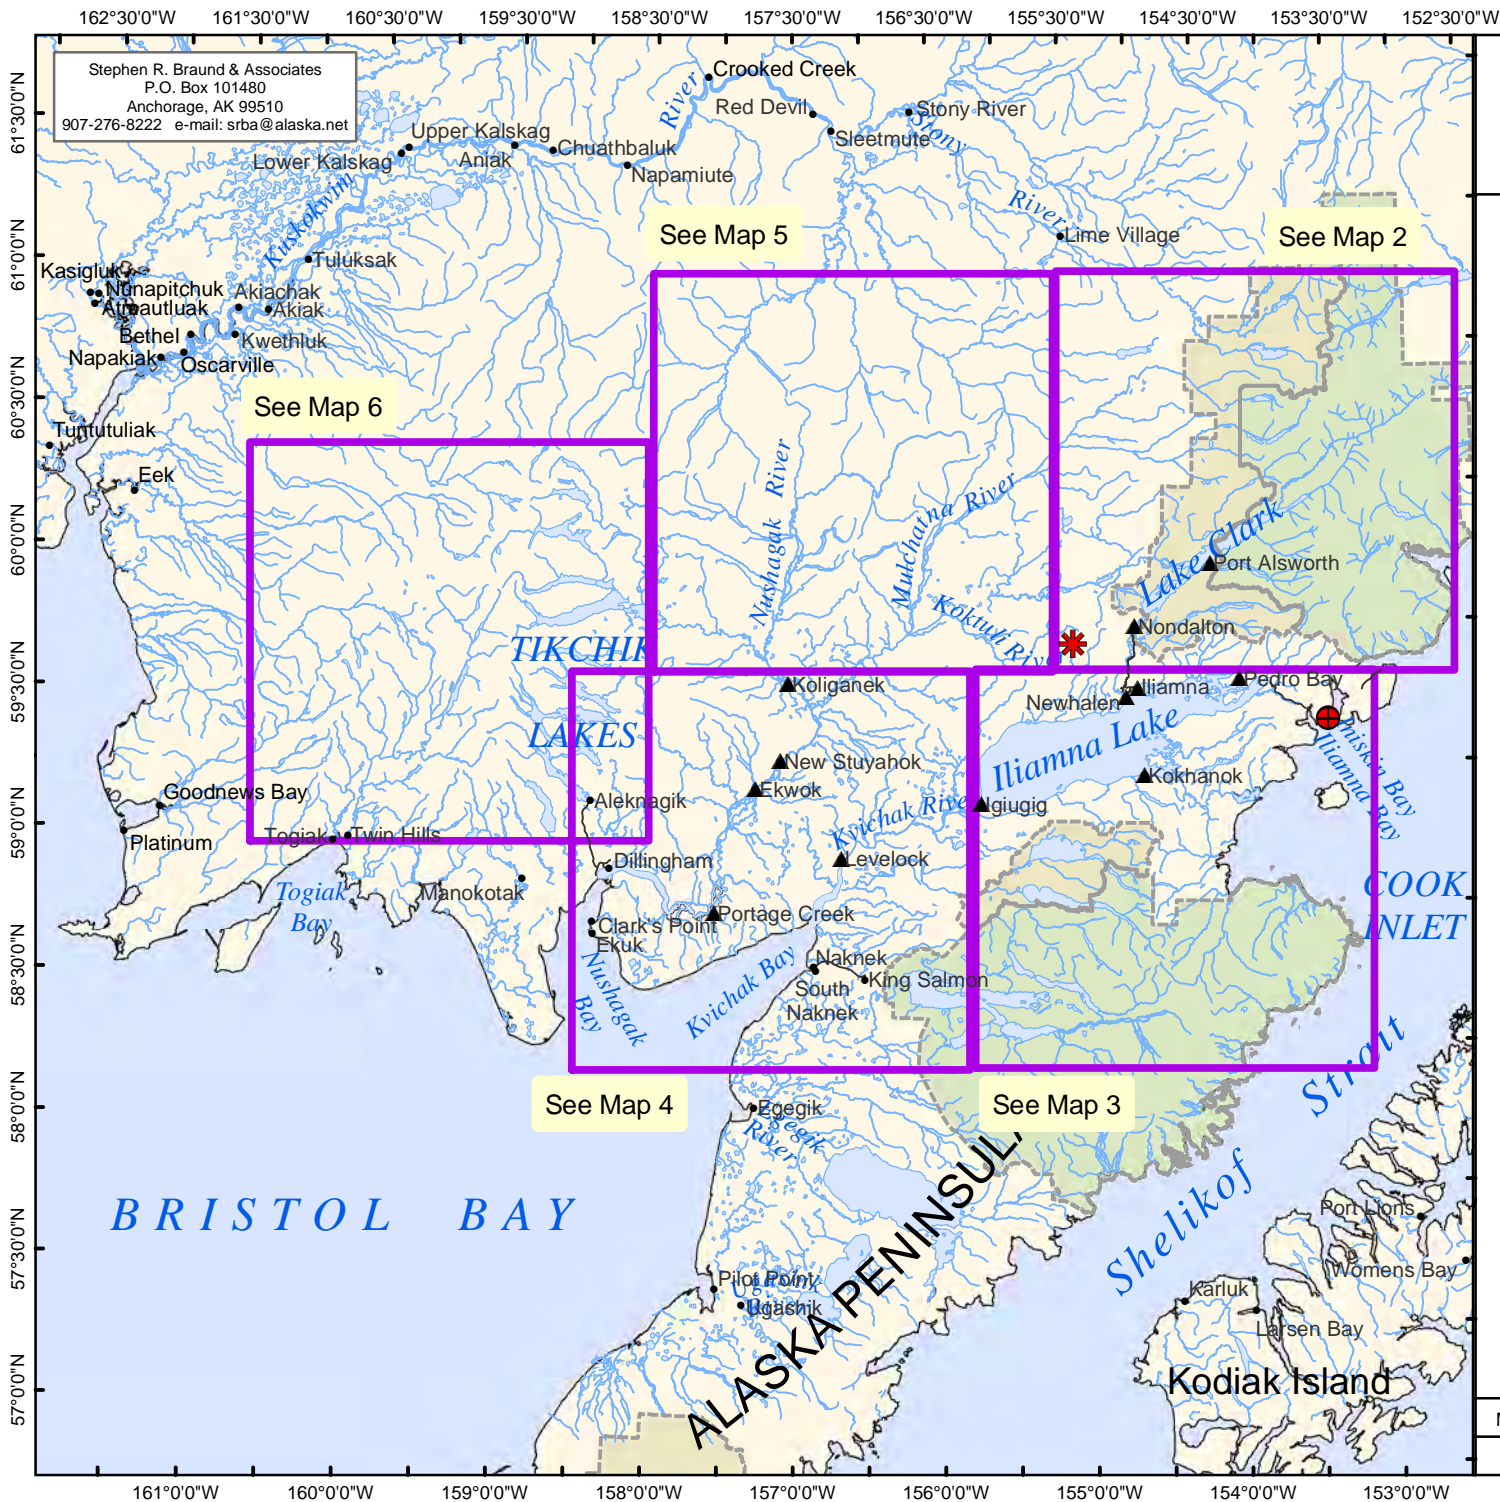 162°30'0"W 161°30'0"W 160°30'0"W 159°30'0"W 158°30'0"W 157°30'0"W 156°30'0"W 155°30'0"W 154°30'0"W 153°30'0"W 152°30'0"W
Stephen R. Braund & Associates
P.O. Box 101480
Anchorage, AK 99510
907-276-8222 e-mail: srba@alaska.net
61°30'0"N
61°0'0"N
60°30'0"N
60°0'0"N
59°30'0"N
59°0'0"N
58°30'0"N
58°0'0"N
57°30'0"N
57°0'0"N
Crooked Creek
River
Red Devil
Stony River
Stony
Sleetmute
Upper Kalskag
Lower Kalskag
Aniak
Chuathbaluk
Napamiute
Kuskokwim
River
Lime Village
See Map 5
See Map 2
Tuluksak
Kasigluk
Nunapitchuk
Akiachak
Atmautluak
Akiak
Bethel
Kwethluk
Napakiak
Oscarville
See Map 6
Tuntutuliak
Eek
Nushagak River
Mulchatna River
Koktuli River
Lake Clark
Port Alsworth
Nondalton
TIKCHIK
LAKES
Koliganek
Pedro Bay
Iliamna
Newhalen
Iliamna Lake
Iniskin Bay
Iliamna Bay
New Stuyahok
Kokhanok
Ekwok
Igiugig
Kvichak River
Goodnews Bay
Aleknagik
Platinum
Togiak
Twin Hills
Levelock
Dillingham
Manokotak
Togiak
Bay
Portage Creek
Clark's Point
Ekuk
COOK
INLET
Nushagak
Bay
Kvichak Bay
Naknek
South
Naknek
King Salmon
See Map 4
See Map 3
Egegik
Egegik
River
Shelikof Strait
ALASKA PENINSULA
BRISTOL BAY
Port Lions
Womens Bay
Pilot Point
Ugashik
Karluk
Larsen Bay
Kodiak Island
161°0'0"W 160°0'0"W 159°0'0"W 158°0'0"W 157°0'0"W 156°0'0"W 155°0'0"W 154°0'0"W 153°0'0"W